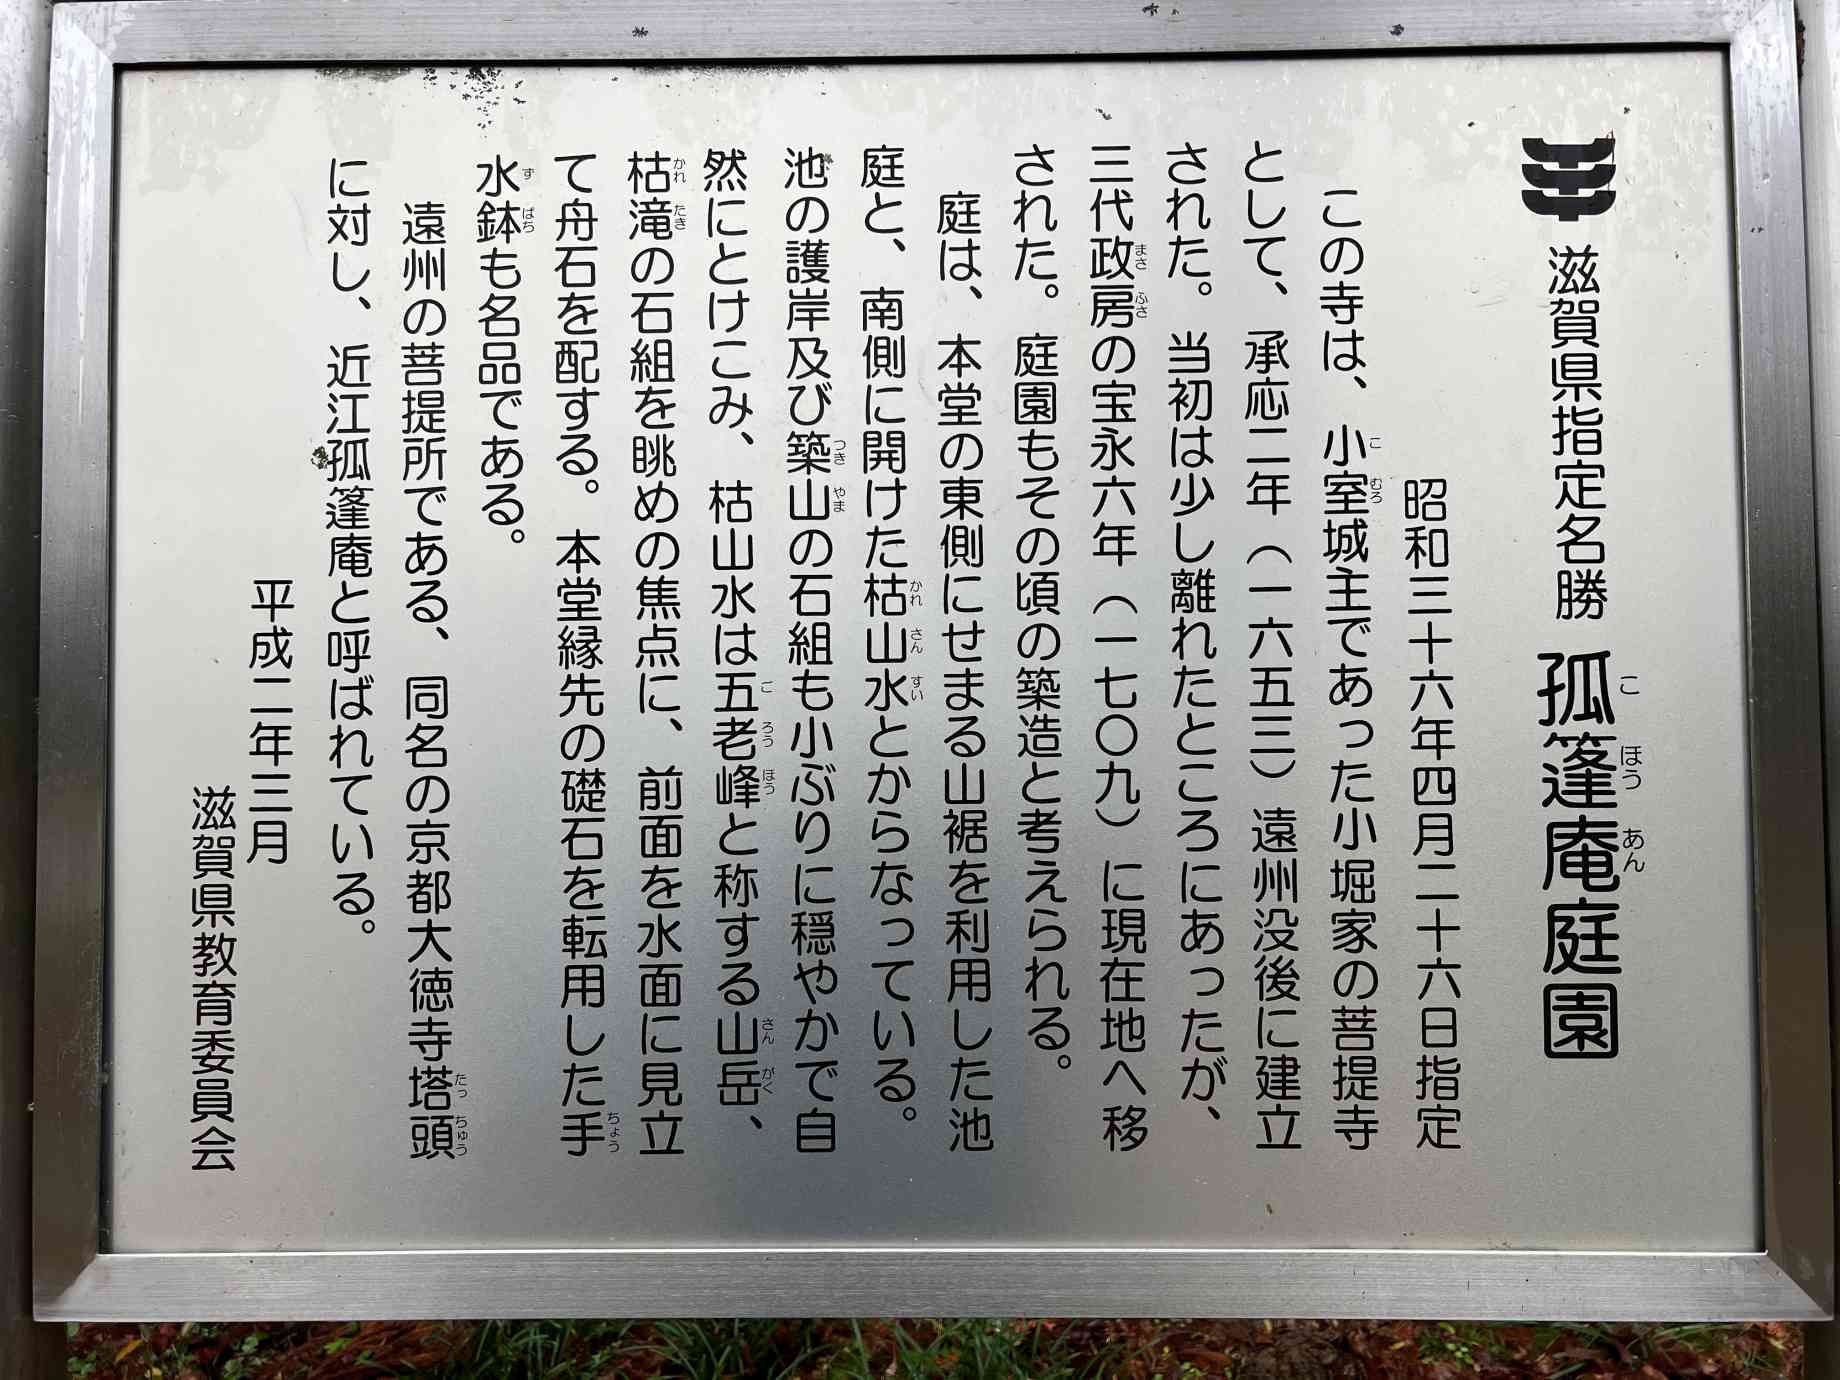 滋賀県指定名勝 孤篷庵庭園
昭和三十六年四月二十六日指定
この寺は、小室城主であった小堀家の菩提寺
として、承応二年（一六五三）遠州没後に建立
された。当初は少し離れたところにあったが、
三代政房の宝永六年（一七〇九）に現在地へ移
された。庭園もその頃の築造と考えられる。
庭は、本堂の東側にせまる山裾を利用した池
庭と、南側に開けた枯山水とからなっている。
池の護岸及び築山の石組も小ぶりに穏やかで自
然にとけこみ、枯山水は五老峰と称する山岳、
枯滝の石組を眺めの焦点に、前面を水面に見立
て舟石を配する。本堂縁先の礎石を転用した手
水鉢も名品である。
遠州の菩提所である、同名の京都大徳寺塔頭
に対し、近江孤篷庵と呼ばれている。
平成二年三月
滋賀県教育委員会